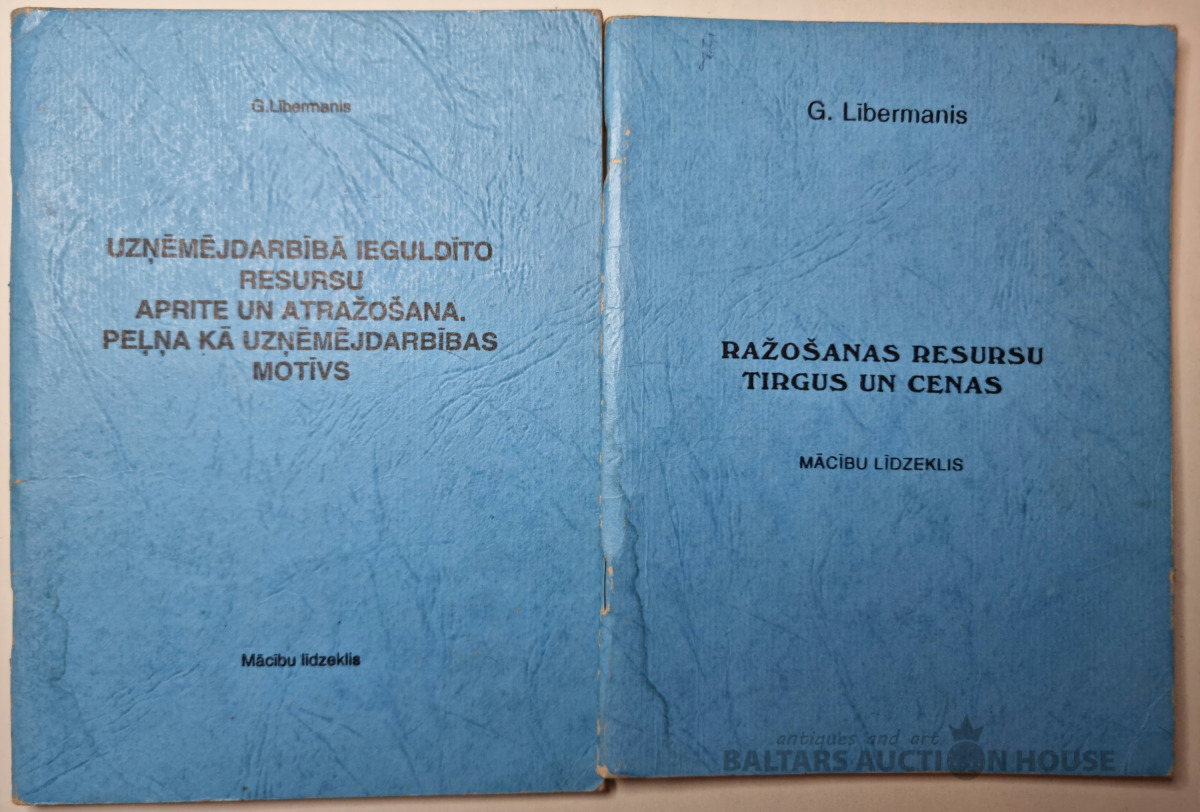 G.Lībermanis
UZŅĒMĒJDARBĪBĀ IEGULDĪTO
RESURSU
APRITE UN ATRAŽOŠANA.
PEĻŅA KĀ UZŅĒMĒJDARBĪBAS
MOTĪVS
Mācību līdzeklis
G. Lībermanis
RAŽOŠANAS RESURSU
TIRGUS UN CENAS
MĀCĪBU LĪDZEKLIS
antiques and art
BALTARS AUCTION HOUSE